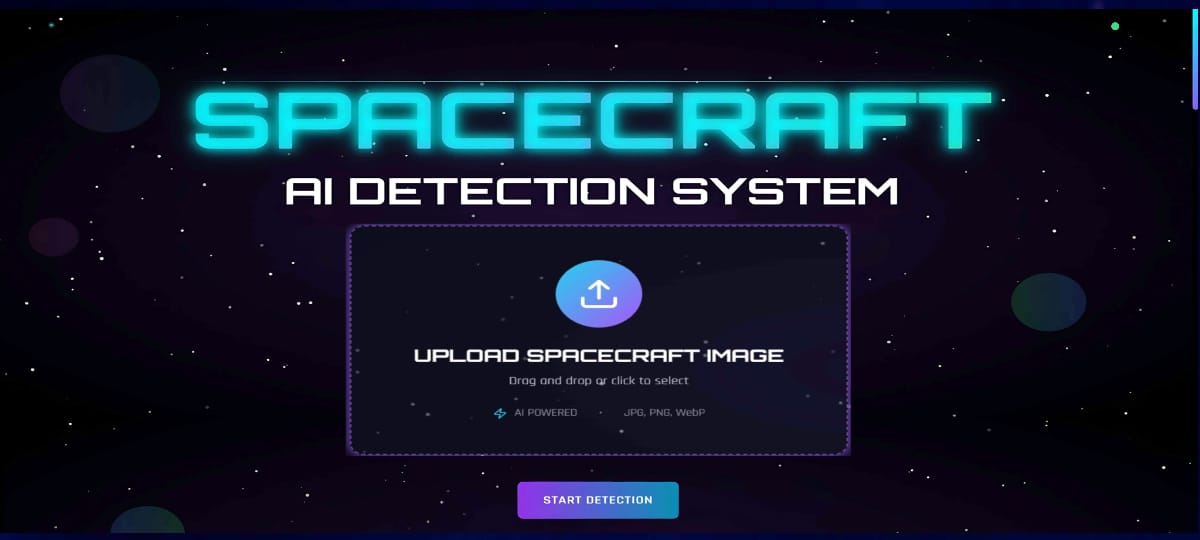 SPACECRAFT
AI DETECTION SYSTEM
UPLOAD SPACECRAFT IMAGE
Drag and drop or click to select
AI POWERED • JPG, PNG, WebP
START DETECTION